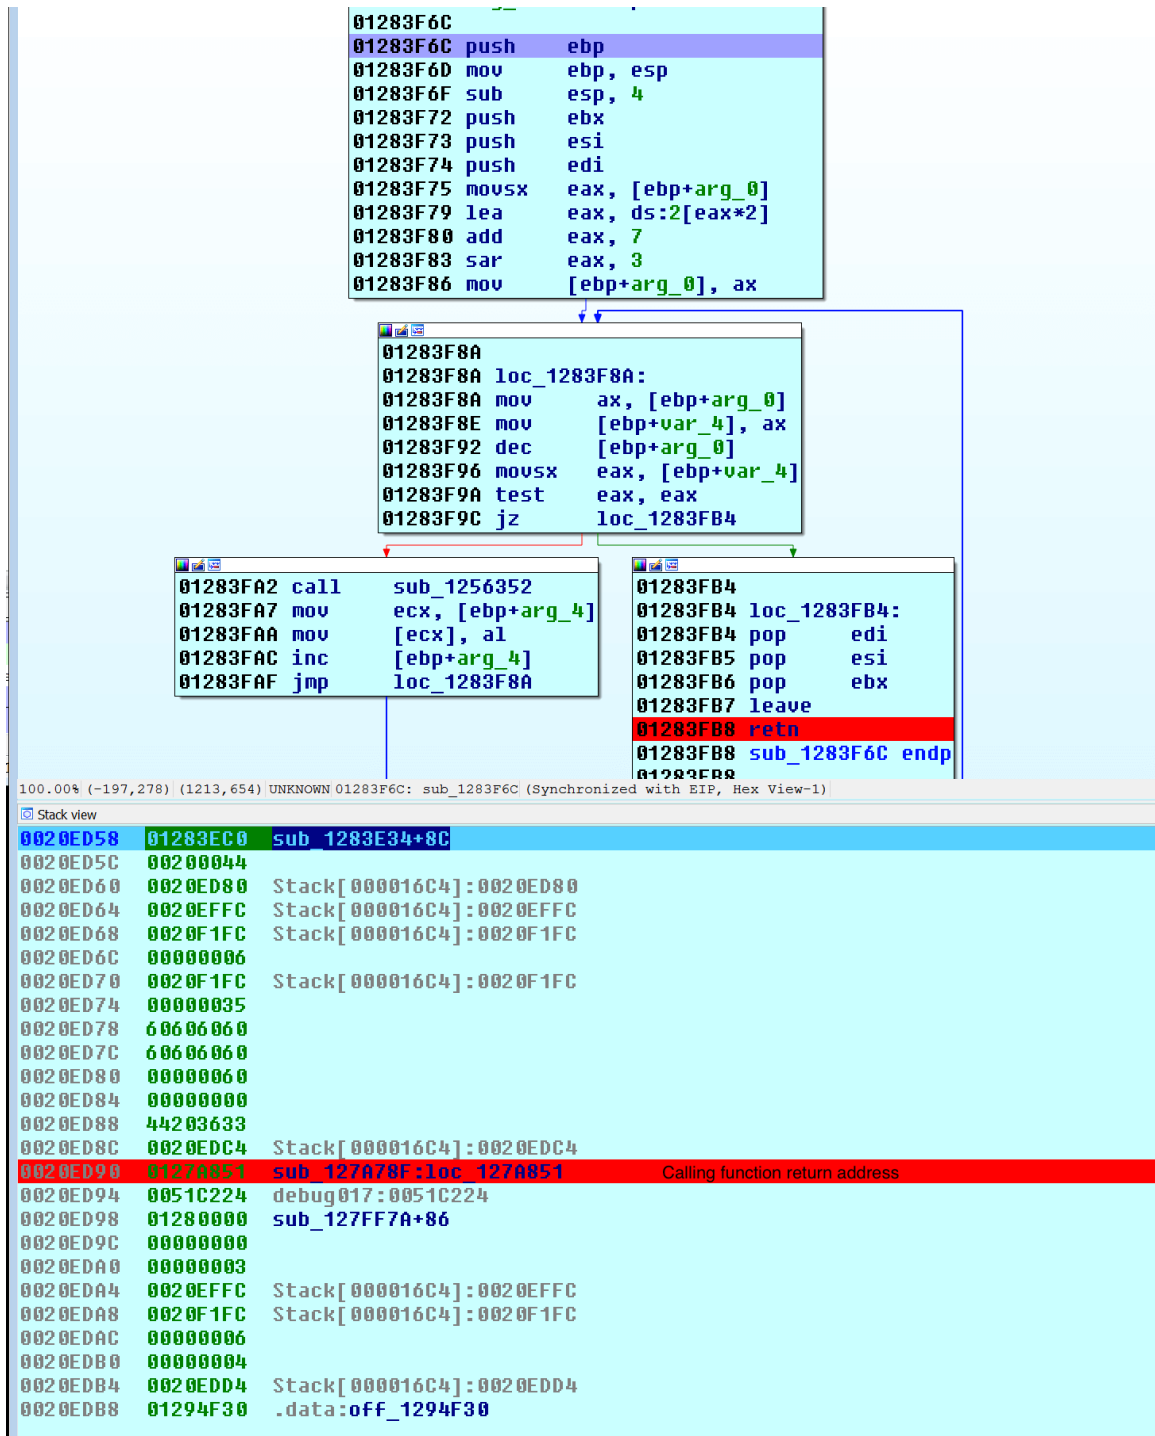 01283F6C
01283F6C push ebp
01283F6D mov ebp, esp
01283F6F sub esp, 4
01283F72 push ebx
01283F73 push esi
01283F74 push edi
01283F75 movsx eax, [ebp+arg_0]
01283F79 lea eax, ds:2[eax*2]
01283F80 add eax, 7
01283F83 sar eax, 3
01283F86 mov [ebp+arg_0], ax
01283F8A
01283F8A loc_1283F8A:
01283F8A mov ax, [ebp+arg_0]
01283F8E mov [ebp+var_4], ax
01283F92 dec [ebp+arg_0]
01283F96 movsx eax, [ebp+var_4]
01283F9A test eax, eax
01283F9C jz loc_1283FB4
01283FA2 call sub_1256352
01283FA7 mov ecx, [ebp+arg_4]
01283FAA mov [ecx], al
01283FAC inc [ebp+arg_4]
01283FAF jmp loc_1283F8A
01283FB4
01283FB4 loc_1283FB4:
01283FB4 pop edi
01283FB5 pop esi
01283FB6 pop ebx
01283FB7 leave
01283FB8 retn
01283FB8 sub_1283F6C endp
01283FB8
100.00% (-197,278) (1213,654) UNKNOWN 01283F6C: sub_1283F6C (Synchronized with EIP, Hex View-1)
Stack view
0020ED58 01283EC0 sub_1283E34+8C
0020ED5C 00200044
0020ED60 0020ED80 Stack[000016C4]:0020ED80
0020ED64 0020EFFC Stack[000016C4]:0020EFFC
0020ED68 0020F1FC Stack[000016C4]:0020F1FC
0020ED6C 00000006
0020ED70 0020F1FC Stack[000016C4]:0020F1FC
0020ED74 00000035
0020ED78 60606060
0020ED7C 60606060
0020ED80 00000060
0020ED84 00000000
0020ED88 44203633
0020ED8C 0020EDC4 Stack[000016C4]:0020EDC4
0020ED90 0127A851 sub_127A78F:loc_127A851 Calling function return address
0020ED94 0051C224 debug017:0051C224
0020ED98 01280000 sub_127FF7A+86
0020ED9C 00000000
0020EDA0 00000003
0020EDA4 0020EFFC Stack[000016C4]:0020EFFC
0020EDA8 0020F1FC Stack[000016C4]:0020F1FC
0020EDAC 00000006
0020EDB0 00000004
0020EDB4 0020EDD4 Stack[000016C4]:0020EDD4
0020EDB8 01294F30 .data:off_1294F30